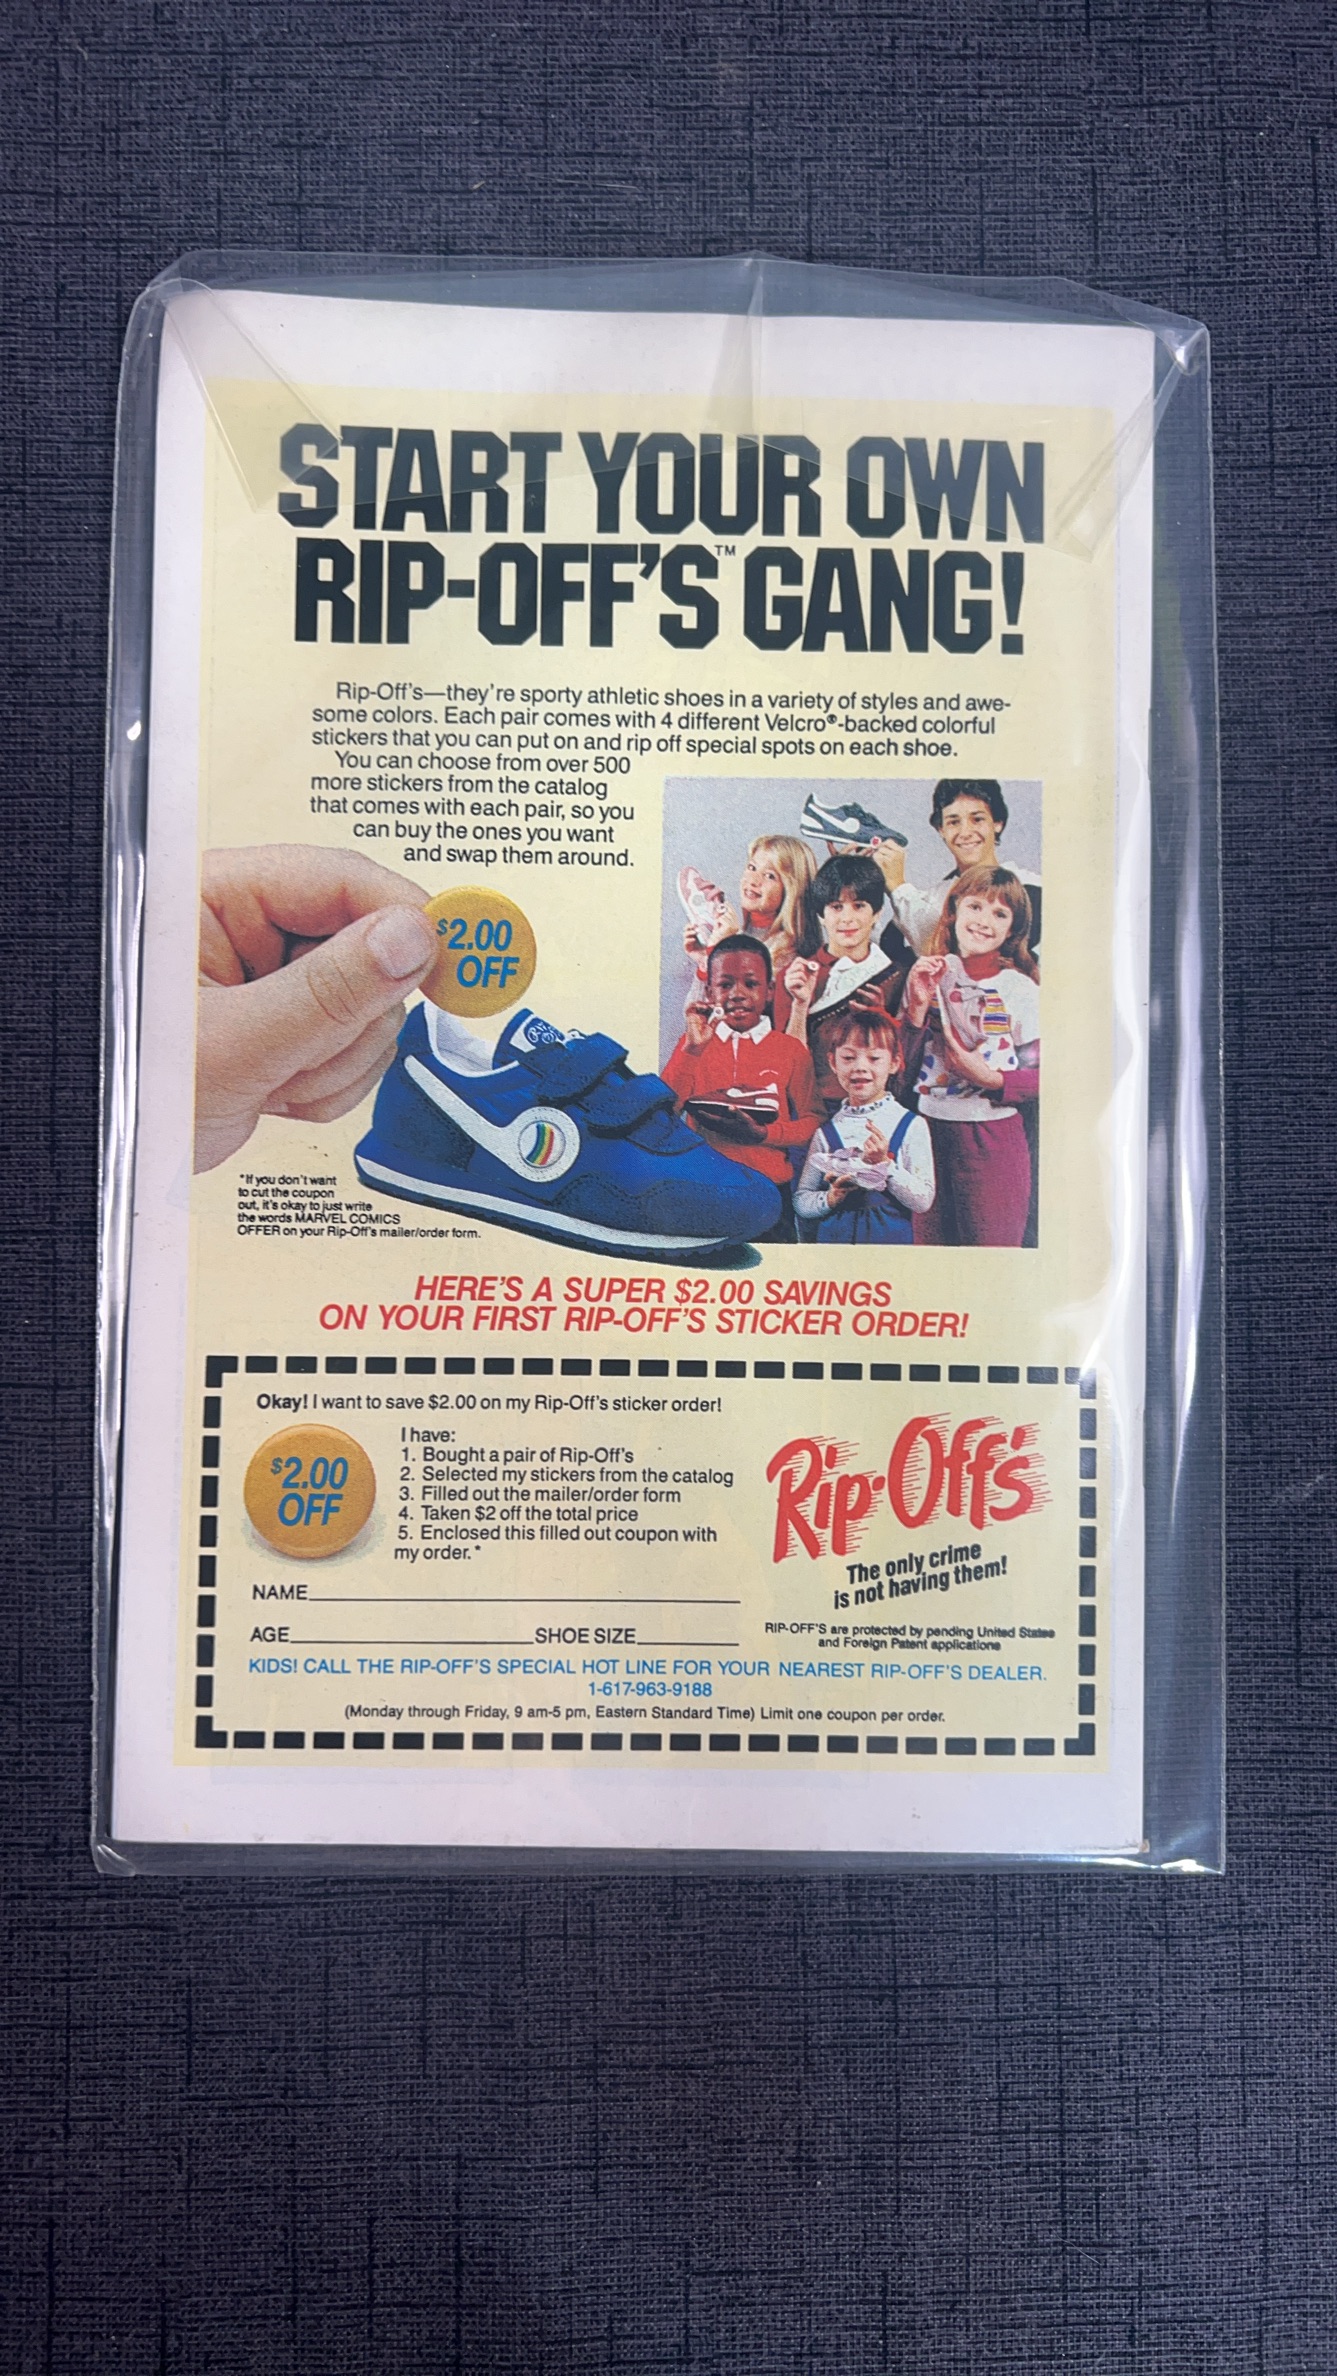 START YOUR OWN
RIP-OFF'S™ GANG!
Rip-Off's—they're sporty athletic shoes in a variety of styles and awe-
some colors. Each pair comes with 4 different Velcro®-backed colorful
stickers that you can put on and rip off special spots on each shoe.
You can choose from over 500
more stickers from the catalog
that comes with each pair, so you
can buy the ones you want
and swap them around.
$2.00
OFF
*If you don't want
to cut the coupon
out, it's okay to just write
the words MARVEL COMICS
OFFER on your Rip-Off's mailer/order form.
HERE'S A SUPER $2.00 SAVINGS
ON YOUR FIRST RIP-OFF'S STICKER ORDER!
Okay! I want to save $2.00 on my Rip-Off's sticker order!
$2.00
OFF
I have:
1. Bought a pair of Rip-Off's
2. Selected my stickers from the catalog
3. Filled out the mailer/order form
4. Taken $2 off the total price
5. Enclosed this filled out coupon with
my order.*
Rip-Off's
The only crime
is not having them!
NAME
AGE SHOE SIZE
RIP-OFF'S are protected by pending United States
and Foreign Patent applications
KIDS! CALL THE RIP-OFF'S SPECIAL HOT LINE FOR YOUR NEAREST RIP-OFF'S DEALER.
1-617-963-9188
(Monday through Friday, 9 am-5 pm, Eastern Standard Time) Limit one coupon per order.